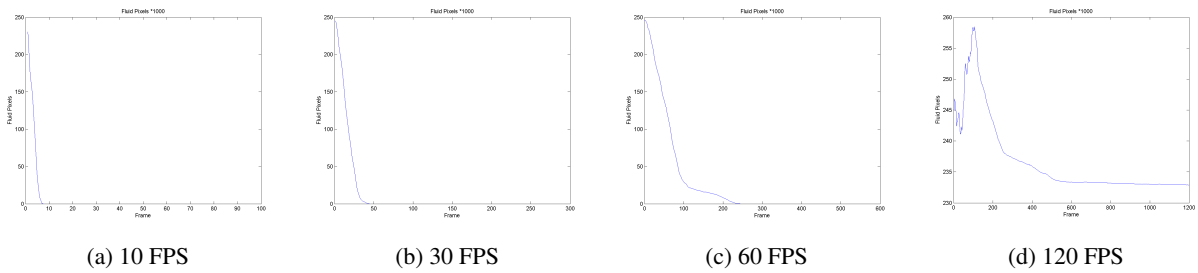 Fluid Pixels *1000
Fluid Pixels
250
200
150
100
50
0
0 10 20 30 40 50 60 70 80 90 100
Frame
(a) 10 FPS
Fluid Pixels *1000
Fluid Pixels
250
200
150
100
50
0
0 50 100 150 200 250 300
Frame
(b) 30 FPS
Fluid Pixels *1000
Fluid Pixels
250
200
150
100
50
0
0 100 200 300 400 500 600
Frame
(c) 60 FPS
Fluid Pixels *1000
Fluid Pixels
260
255
250
245
240
235
230
0 200 400 600 800 1000 1200
Frame
(d) 120 FPS